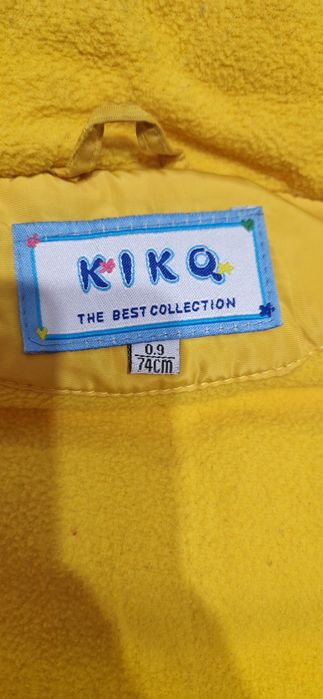 KIKO
THE BEST COLLECTION
0.9
74CM